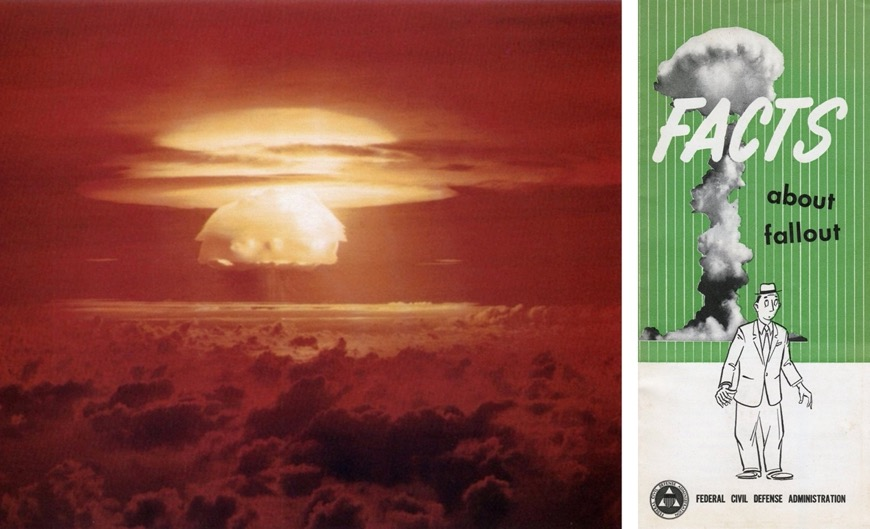 FACTS
about
fallout
FEDERAL CIVIL DEFENSE ADMINISTRATION